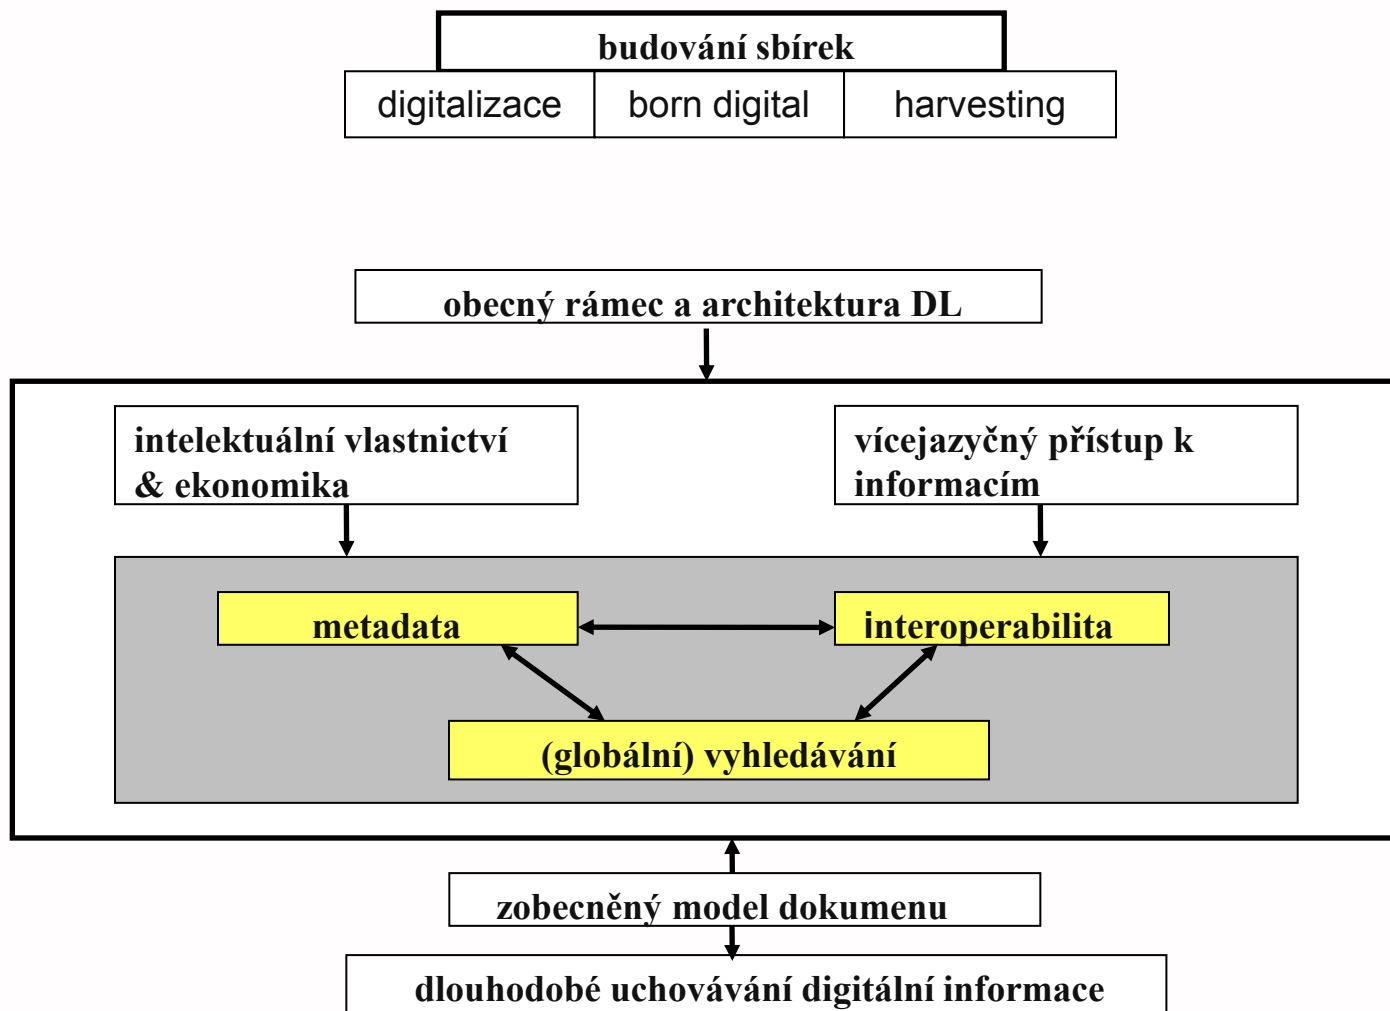 budování sbírek
digitalizace born digital harvesting
obecný rámec a architektura DL
intelektuální vlastnictví
& ekonomika
vícejazyčný přístup k
informacím
metadata interoperabilita
(globální) vyhledávání
zobecněný model dokumenu
dlouhodobé uchovávání digitální informace